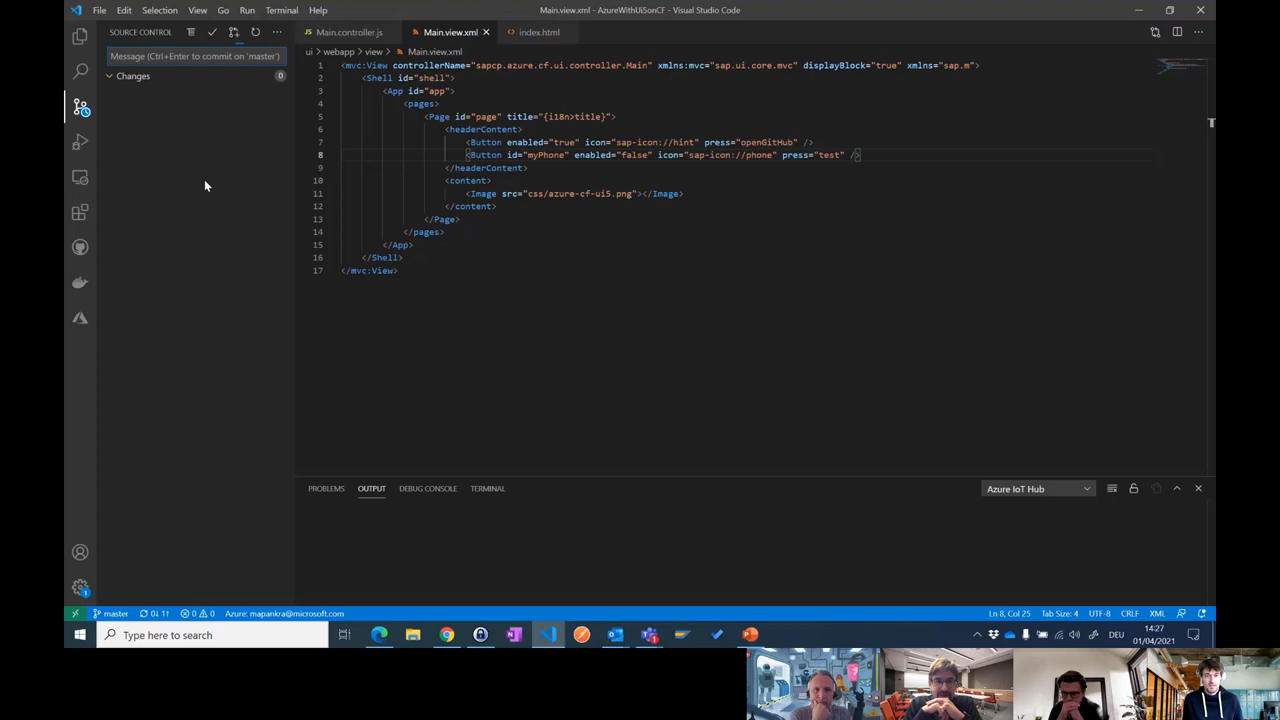 File Edit Selection View Go Run Terminal Help
Main.view.xml - AzureWithUi5onCF - Visual Studio Code
SOURCE CONTROL
Message (Ctrl+Enter to commit on 'master')
Changes 0
Main.controller.js
Main.view.xml
index.html
ui > webapp > view > Main.view.xml
1 <mvc:View controllerName="sapcp.azure.cf.ui.controller.Main" xmlns:mvc="sap.ui.core.mvc" displayBlock="true" xmlns="sap.m">
2 <Shell id="shell">
3 <App id="app">
4 <pages>
5 <Page id="page" title="{i18n>title}">
6 <headerContent>
7 <Button enabled="true" icon="sap-icon://hint" press="openGitHub" />
8 <Button id="myPhone" enabled="false" icon="sap-icon://phone" press="test" />
9 </headerContent>
10 <content>
11 <Image src="css/azure-cf-ui5.png"></Image>
12 </content>
13 </Page>
14 </pages>
15 </App>
16 </Shell>
17 </mvc:View>
PROBLEMS OUTPUT DEBUG CONSOLE TERMINAL
Azure IoT Hub
1
master 0↓ 1↑ 0 0 Azure: mapankra@microsoft.com
Ln 8, Col 25 Tab Size: 4 UTF-8 CRLF XML
Type here to search
DEU
14:27
01/04/2021